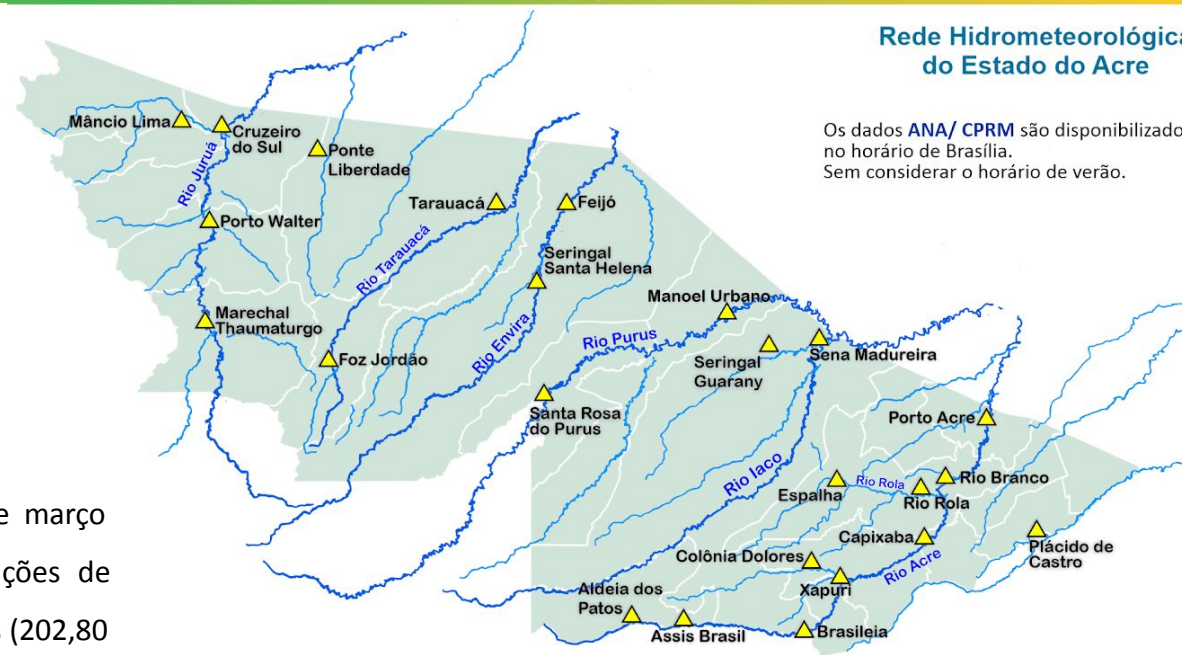 Rede Hidrometeorológica
do Estado do Acre
Os dados ANA/ CPRM são disponibilizado
no horário de Brasília.
Sem considerar o horário de verão.
Mâncio Lima
Cruzeiro
do Sul
Ponte
Liberdade
Rio Juruá
Porto Walter
Tarauacá
Feijó
Rio Tarauacá
Seringal
Santa Helena
Marechal
Thaumaturgo
Foz Jordão
Rio Envira
Manoel Urbano
Rio Purus
Seringal
Guarany
Sena Madureira
Santa Rosa
do Purus
Porto Acre
Rio Iaco
Espalha
Rio Rola
Rio Rola
Rio Branco
Capixaba
Plácido de
Castro
Colônia Dolores
Rio Acre
Xapuri
Aldeia dos
Patos
Assis Brasil
Brasileia
e março
ções de
(202,80